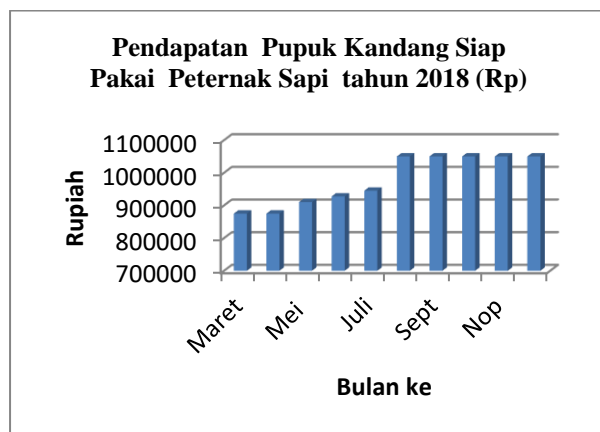 Pendapatan Pupuk Kandang Siap
Pakai Peternak Sapi tahun 2018 (Rp)
1100000
1000000
900000
800000
700000
Rupiah
Maret
Mei
Juli
Sept
Nop
Bulan ke